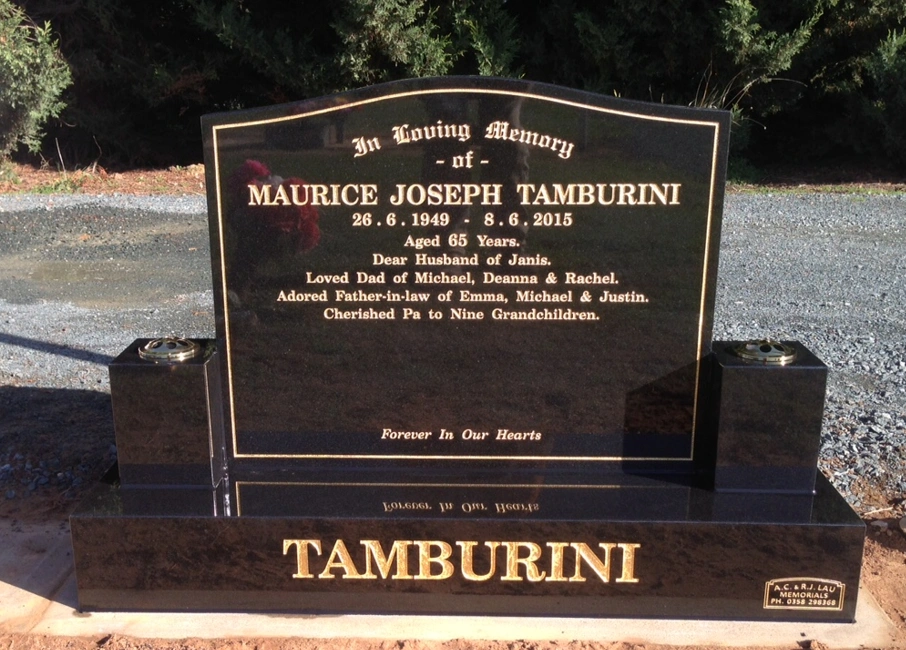 In Loving Memory
- of -
MAURICE JOSEPH TAMBURINI
26.6.1949 - 8.6.2015
Aged 65 Years.
Dear Husband of Janis.
Loved Dad of Michael, Deanna & Rachel.
Adored Father-in-law of Emma, Michael & Justin.
Cherished Pa to Nine Grandchildren.
Forever In Our Hearts
TAMBURINI
A.C. & R.J. LAU
MEMORIALS
PH. 0358 298368